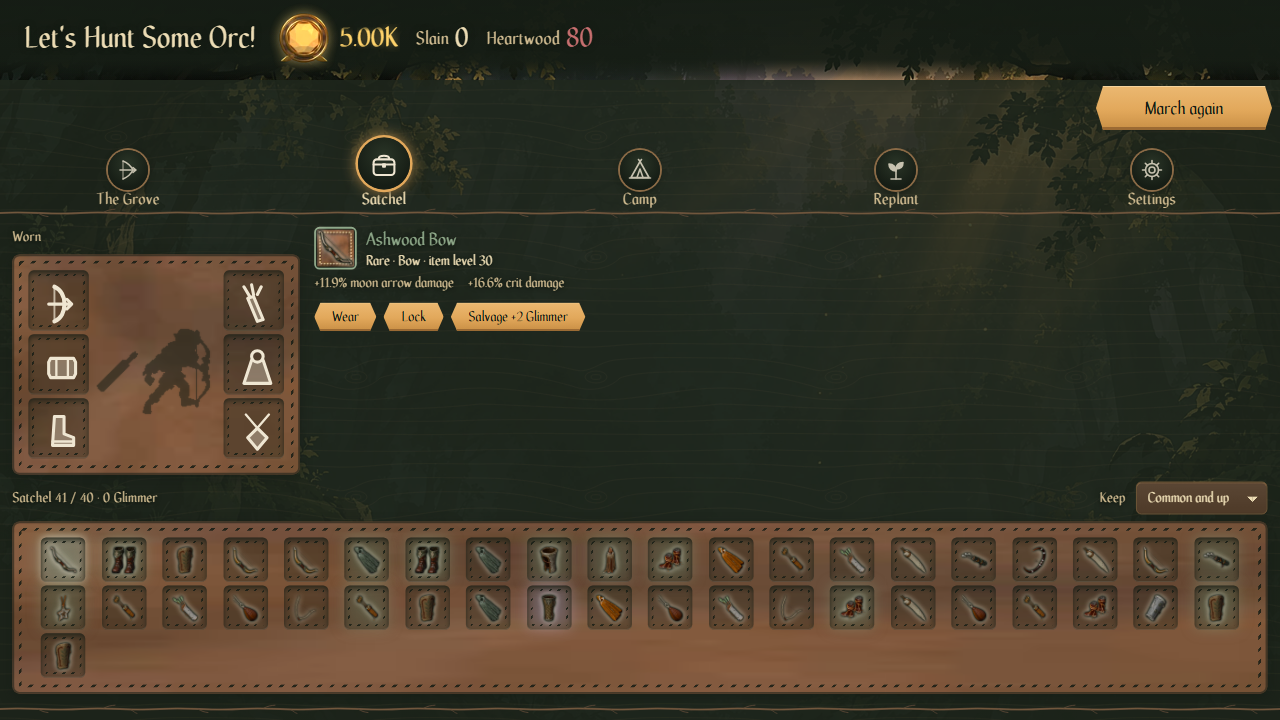 Let's Hunt Some Orc!
5.00K
Slain 0
Heartwood 80
March again
The Grove
Satchel
Camp
Replant
Settings
Worn
Ashwood Bow
Rare · Bow · item level 30
+11.9% moon arrow damage +16.6% crit damage
Wear
Lock
Salvage +2 Glimmer
Satchel 41 / 40 · 0 Glimmer
Keep
Common and up